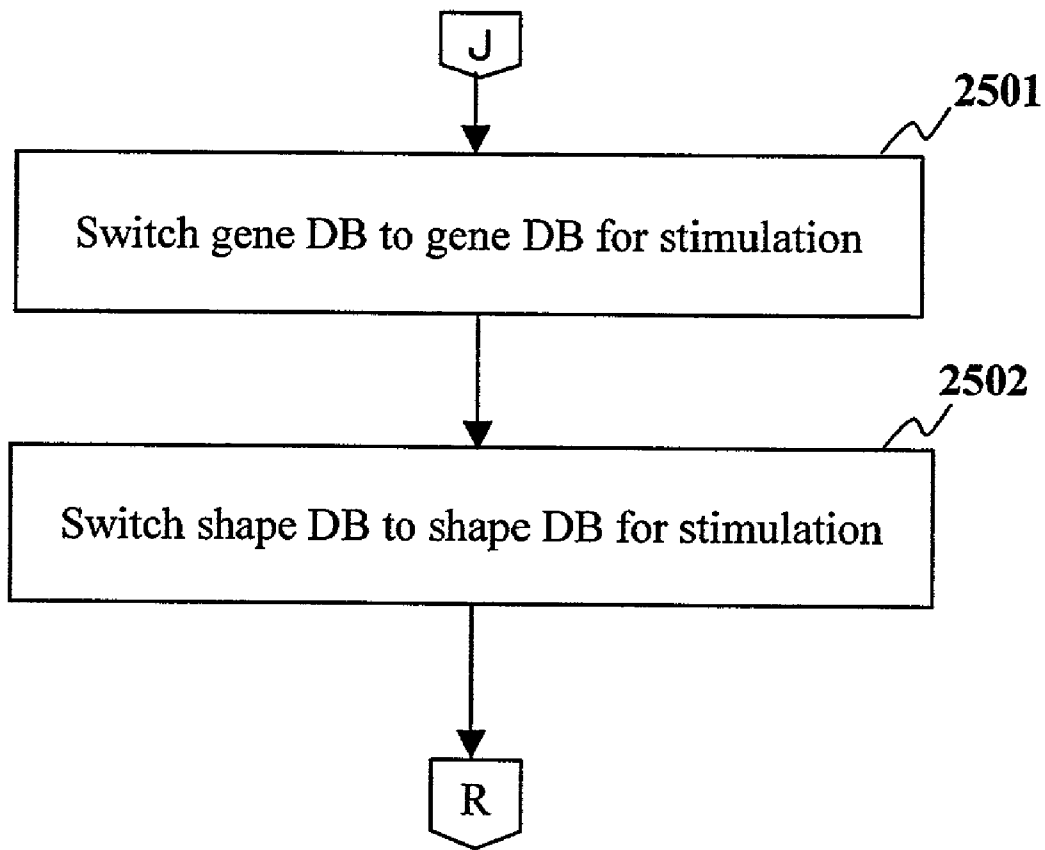 J
2501
Switch gene DB to gene DB for stimulation
2502
Switch shape DB to shape DB for stimulation
R